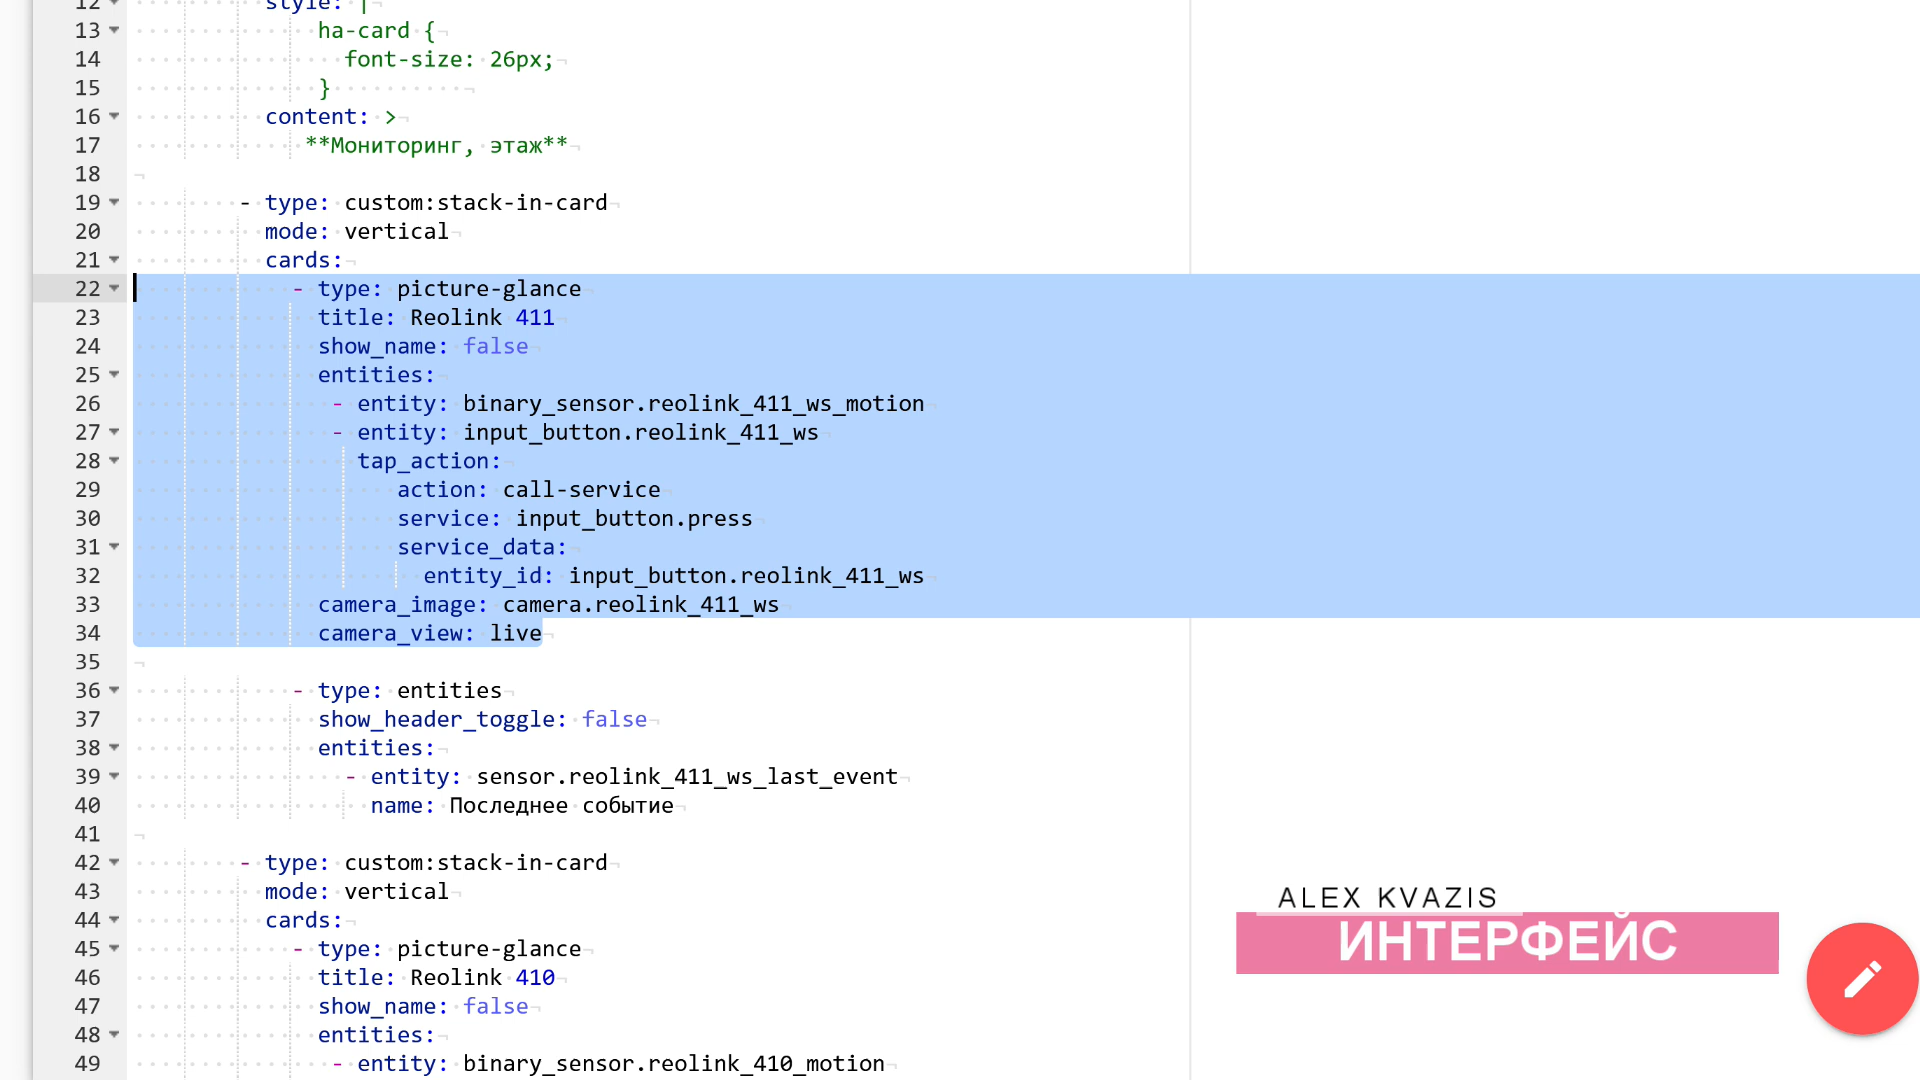 12 style: |
13 ha-card {
14 font-size: 26px;
15 }
16 content: >
17 **Мониторинг, этаж**
18
19 - type: custom:stack-in-card
20 mode: vertical
21 cards:
22 - type: picture-glance
23 title: Reolink 411
24 show_name: false
25 entities:
26 - entity: binary_sensor.reolink_411_ws_motion
27 - entity: input_button.reolink_411_ws
28 tap_action:
29 action: call-service
30 service: input_button.press
31 service_data:
32 entity_id: input_button.reolink_411_ws
33 camera_image: camera.reolink_411_ws
34 camera_view: live
35
36 - type: entities
37 show_header_toggle: false
38 entities:
39 - entity: sensor.reolink_411_ws_last_event
40 name: Последнее событие
41
42 - type: custom:stack-in-card
43 mode: vertical
44 cards:
45 - type: picture-glance
46 title: Reolink 410
47 show_name: false
48 entities:
49 - entity: binary_sensor.reolink_410_motion
ALEX KVAZIS
ИНТЕРФЕЙС